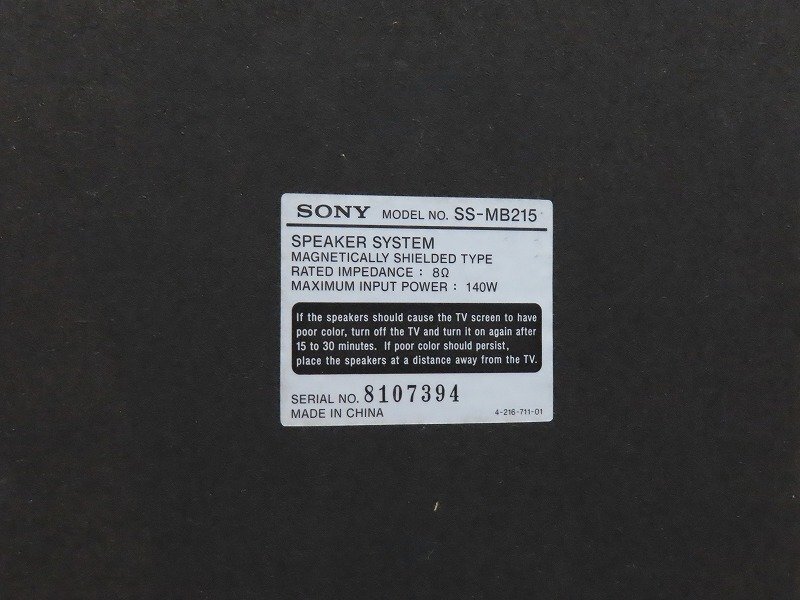 SONY MODEL NO. SS-MB215
SPEAKER SYSTEM
MAGNETICALLY SHIELDED TYPE
RATED IMPEDANCE : 8Ω
MAXIMUM INPUT POWER : 140W
If the speakers should cause the TV screen to have
poor color, turn off the TV and turn it on again after
15 to 30 minutes. If poor color should persist,
place the speakers at a distance away from the TV.
SERIAL NO. 8107394
MADE IN CHINA 4-216-711-01